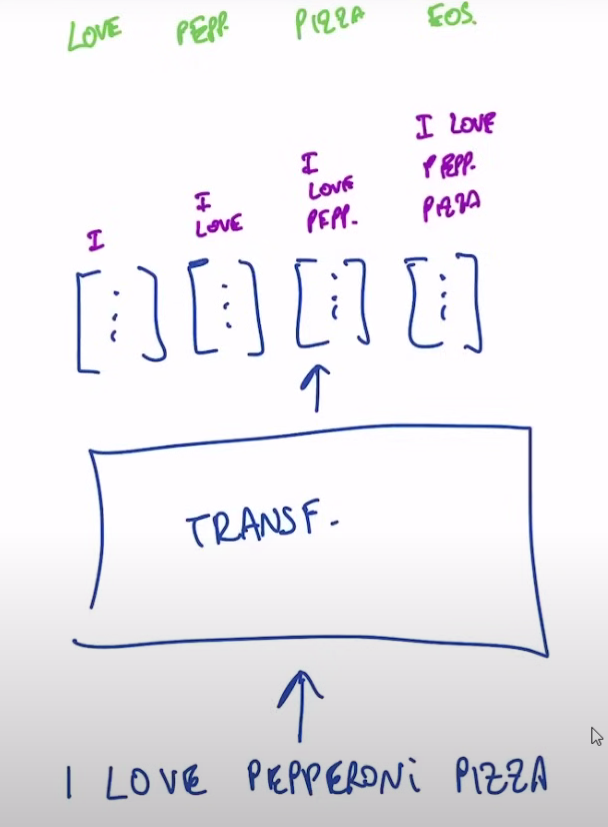 LOVE PEPP. PIZZA EOS.
I
I
LOVE
I
LOVE
PEPP.
I LOVE
PEPP.
PIZZA
TRANSF.
I LOVE PEPPERONi PIZZA